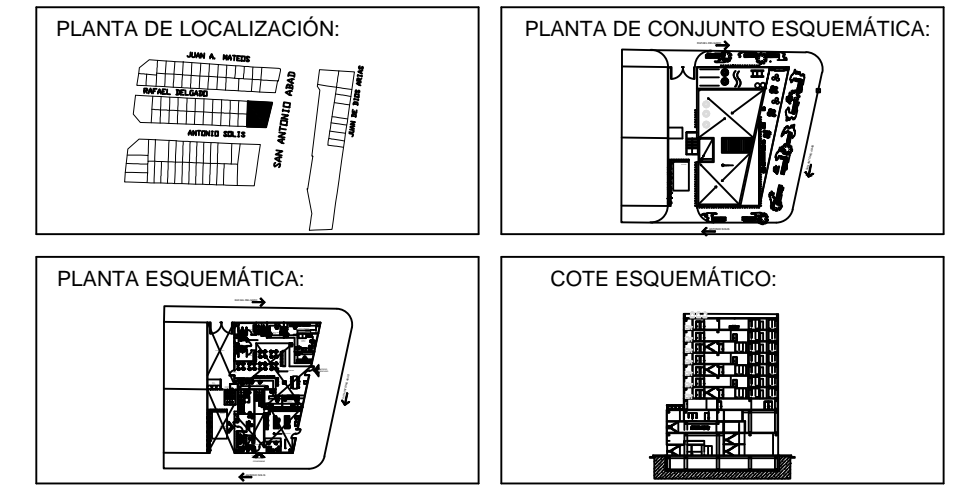 PLANTA DE LOCALIZACIÓN:
JUAN A. MATEOS
RAFAEL DELGADO
ANTONIO SOLIS
SAN ANTONIO ABAD
JUAN DE DIOS ARIAS
PLANTA DE CONJUNTO ESQUEMÁTICA:
PLANTA ESQUEMÁTICA:
COTE ESQUEMÁTICO: